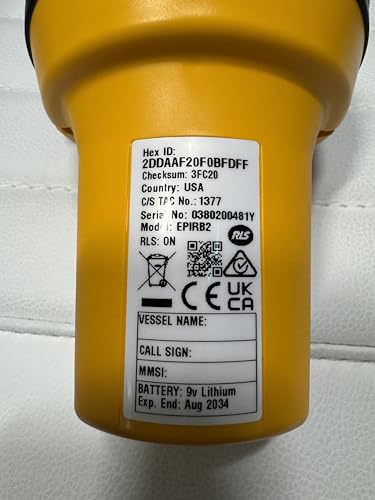 Hex ID:
2DDAAF20F0BFDFF
Checksum: 3FC20
Country: USA
C/S TAC No.: 1377
Serial No: 0380200481Y
Model: EPIRB2
RLS: ON
RLS
CE
UK
CA
VESSEL NAME:
CALL SIGN:
MMSI:
BATTERY: 9v Lithium
Exp. End: Aug 2034